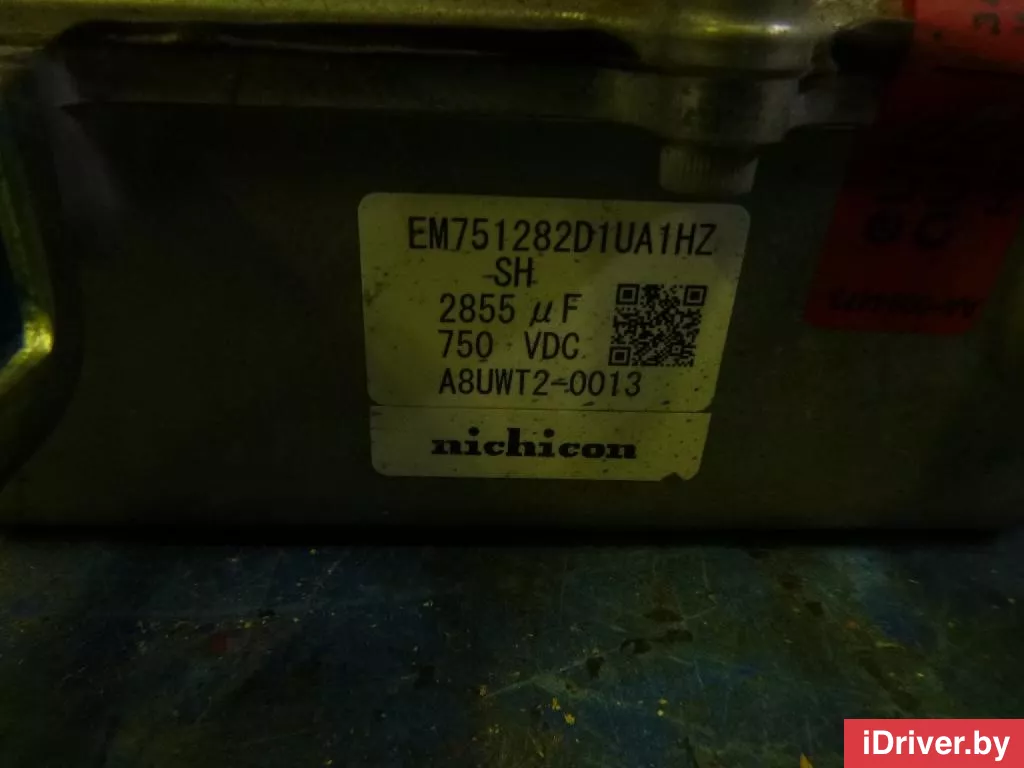 EM751282D1UA1HZ
SH
2855 μF
750 VDC
A8UWT2-0013
nichicon
iDriver.by